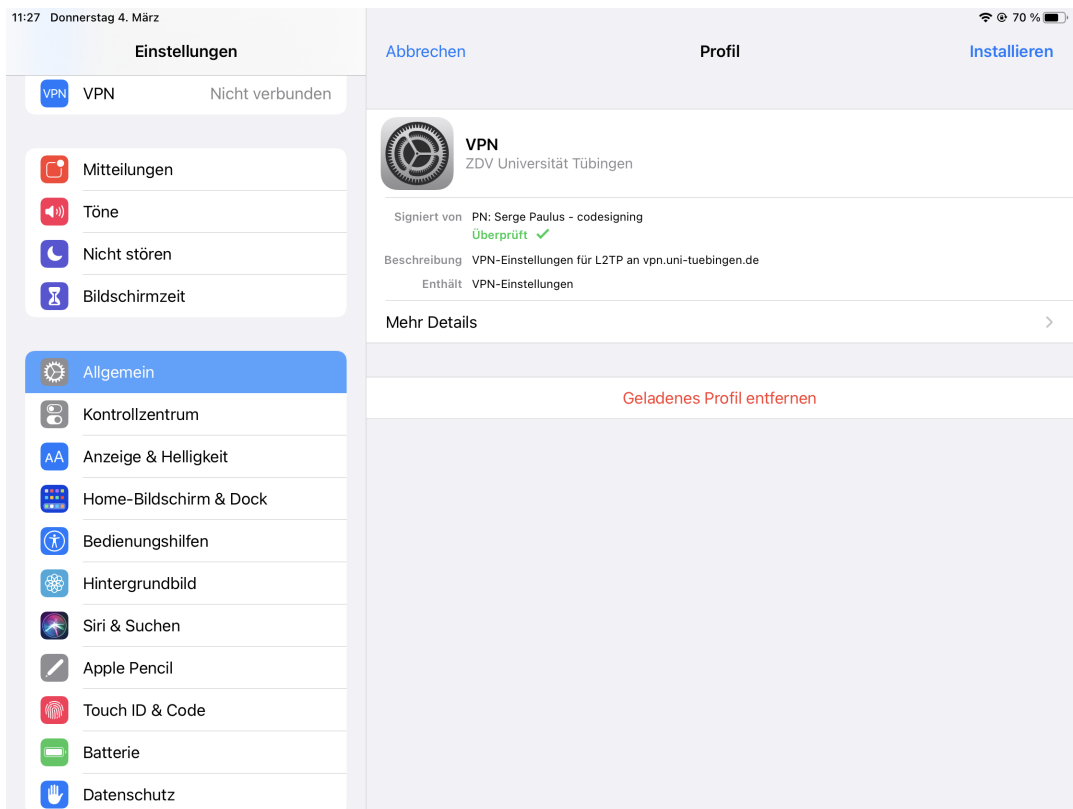 11:27 Donnerstag 4. März
70 %
Einstellungen
VPN VPN Nicht verbunden
Mitteilungen
Töne
Nicht stören
Bildschirmzeit
Allgemein
Kontrollzentrum
AA Anzeige & Helligkeit
Home-Bildschirm & Dock
Bedienungshilfen
Hintergrundbild
Siri & Suchen
Apple Pencil
Touch ID & Code
Batterie
Datenschutz
Abbrechen Profil Installieren
VPN
ZDV Universität Tübingen
Signiert von PN: Serge Paulus - codesigning
Überprüft
Beschreibung VPN-Einstellungen für L2TP an vpn.uni-tuebingen.de
Enthält VPN-Einstellungen
Mehr Details
Geladenes Profil entfernen